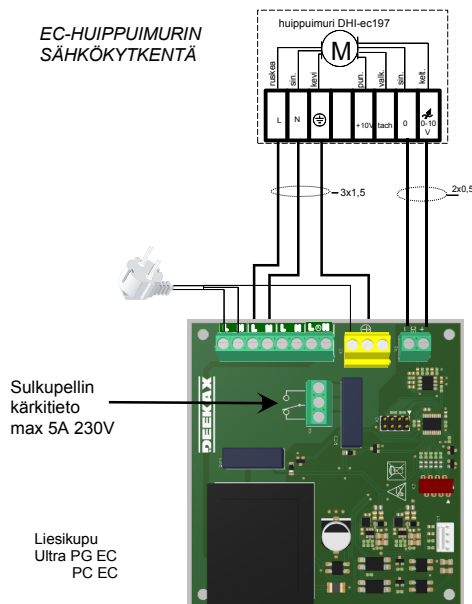 EC-HUIPPUIMURIN
SÄHKÖKYTKENTÄ
huippuimuri DHI-ec197
M
ruskea
sin.
kevi
pun.
valk.
sin.
kelt.
L
N
+10V
tach
0
0-10
V
3x1,5
2x0,5
L N L N L N L N
DEEKAX
Sulkupellin
kärkitieto
max 5A 230V
Liesikupu
Ultra PG EC
PC EC